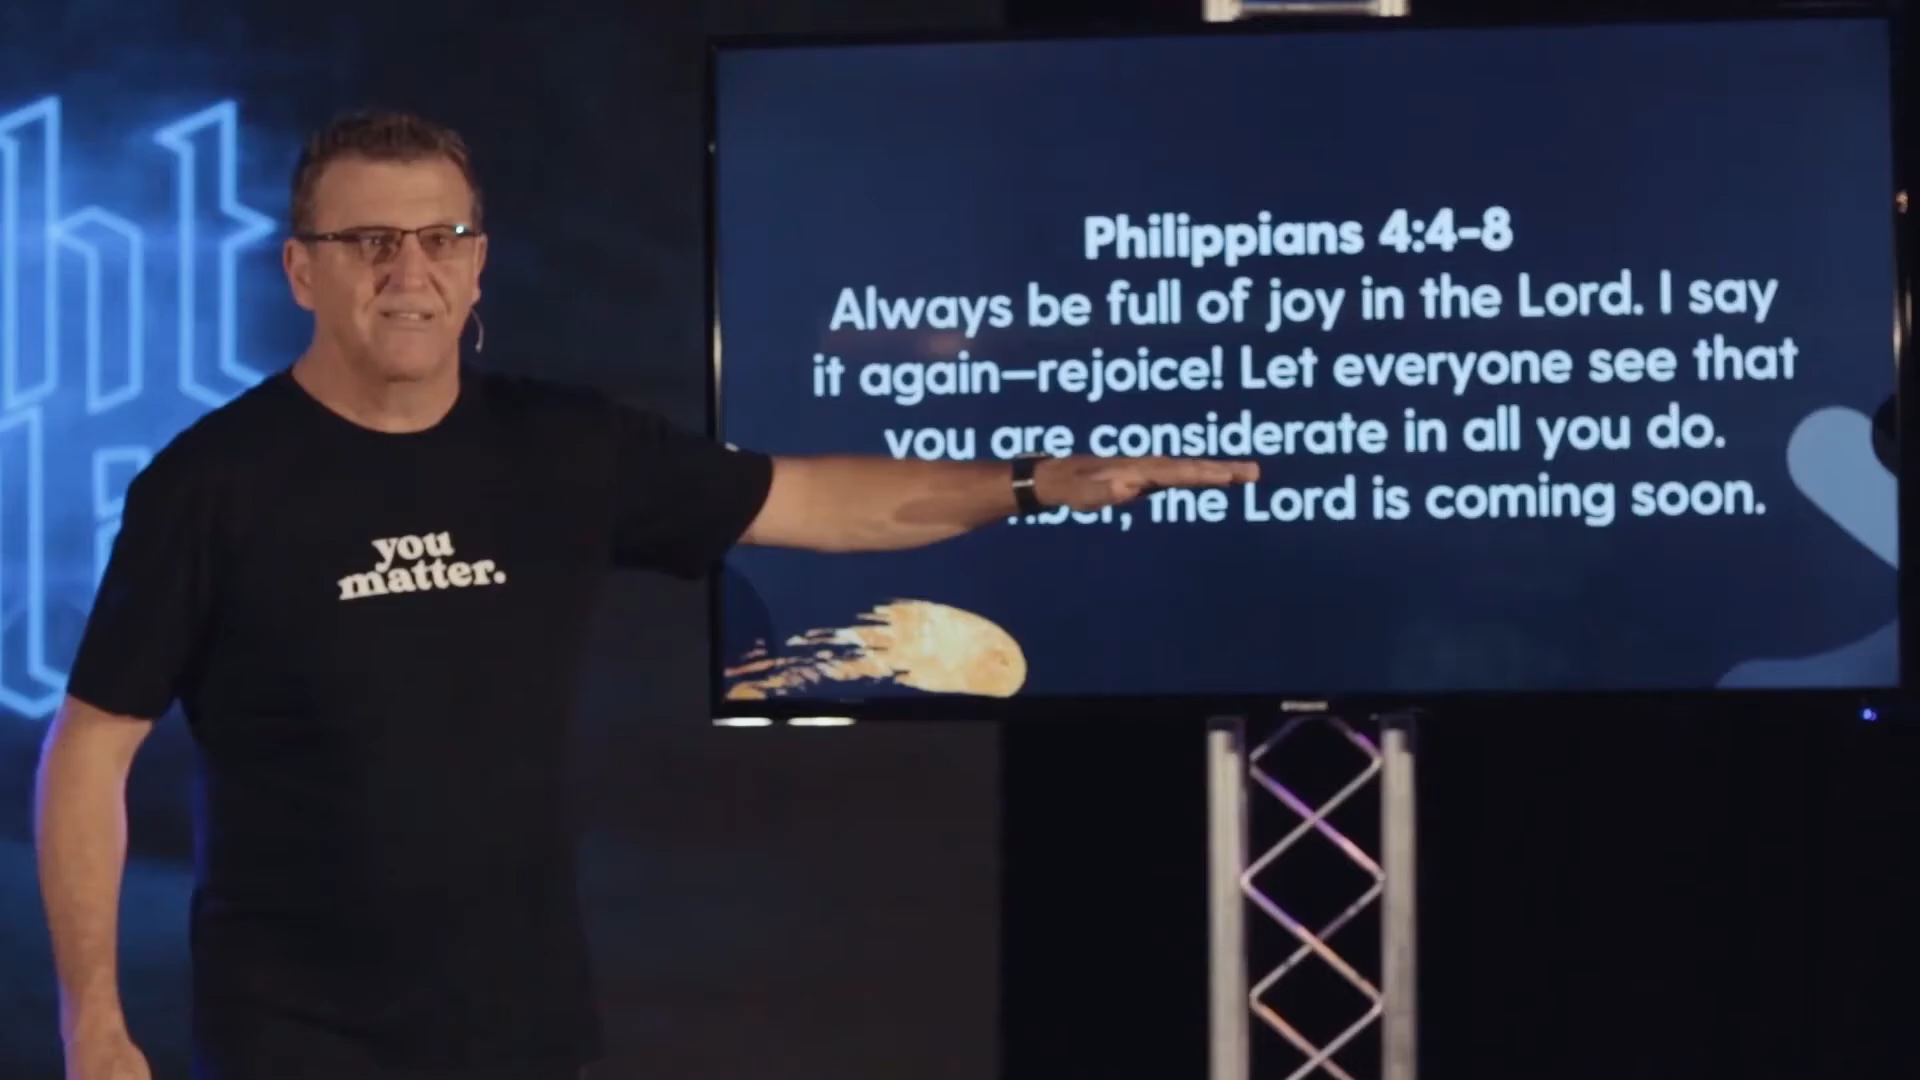 ht
you
matter.
Philippians 4:4-8
Always be full of joy in the Lord. I say
it again—rejoice! Let everyone see that
you are considerate in all you do.
the Lord is coming soon.